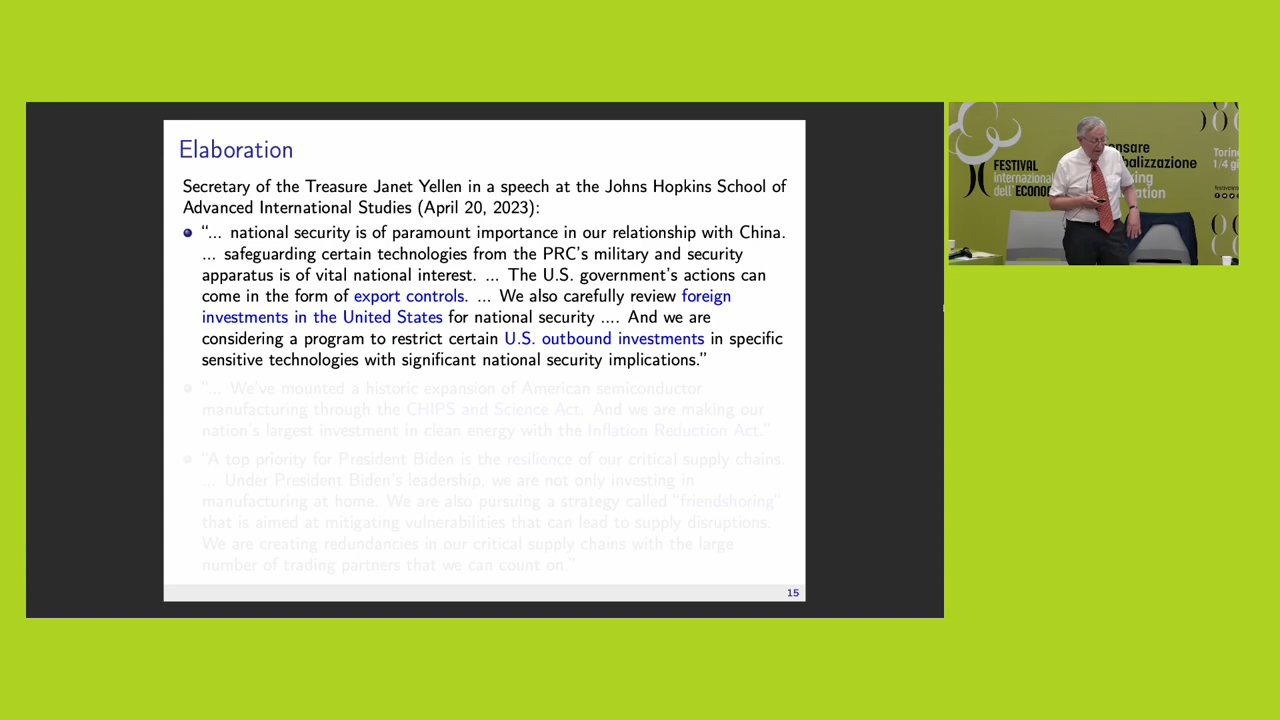 Elaboration
Secretary of the Treasure Janet Yellen in a speech at the Johns Hopkins School of
Advanced International Studies (April 20, 2023):
“... national security is of paramount importance in our relationship with China.
... safeguarding certain technologies from the PRC’s military and security
apparatus is of vital national interest. ... The U.S. government’s actions can
come in the form of export controls. ... We also carefully review foreign
investments in the United States for national security .... And we are
considering a program to restrict certain U.S. outbound investments in specific
sensitive technologies with significant national security implications.”
“... We’ve mounted a historic expansion of American semiconductor
manufacturing through the CHIPS and Science Act. And we are making our
nation’s largest investment in clean energy with the Inflation Reduction Act.”
“A top priority for President Biden is the resilience of our critical supply chains.
... Under President Biden’s leadership, we are not only investing in
manufacturing at home. We are also pursuing a strategy called “friendshoring”
that is aimed at mitigating vulnerabilities that can lead to supply disruptions.
We are creating redundancies in our critical supply chains with the large
number of trading partners that we can count on.”
15
FESTIVAL
internazionale
dell’ECONO
ensare
balizzazione
Torino
1/4 gi